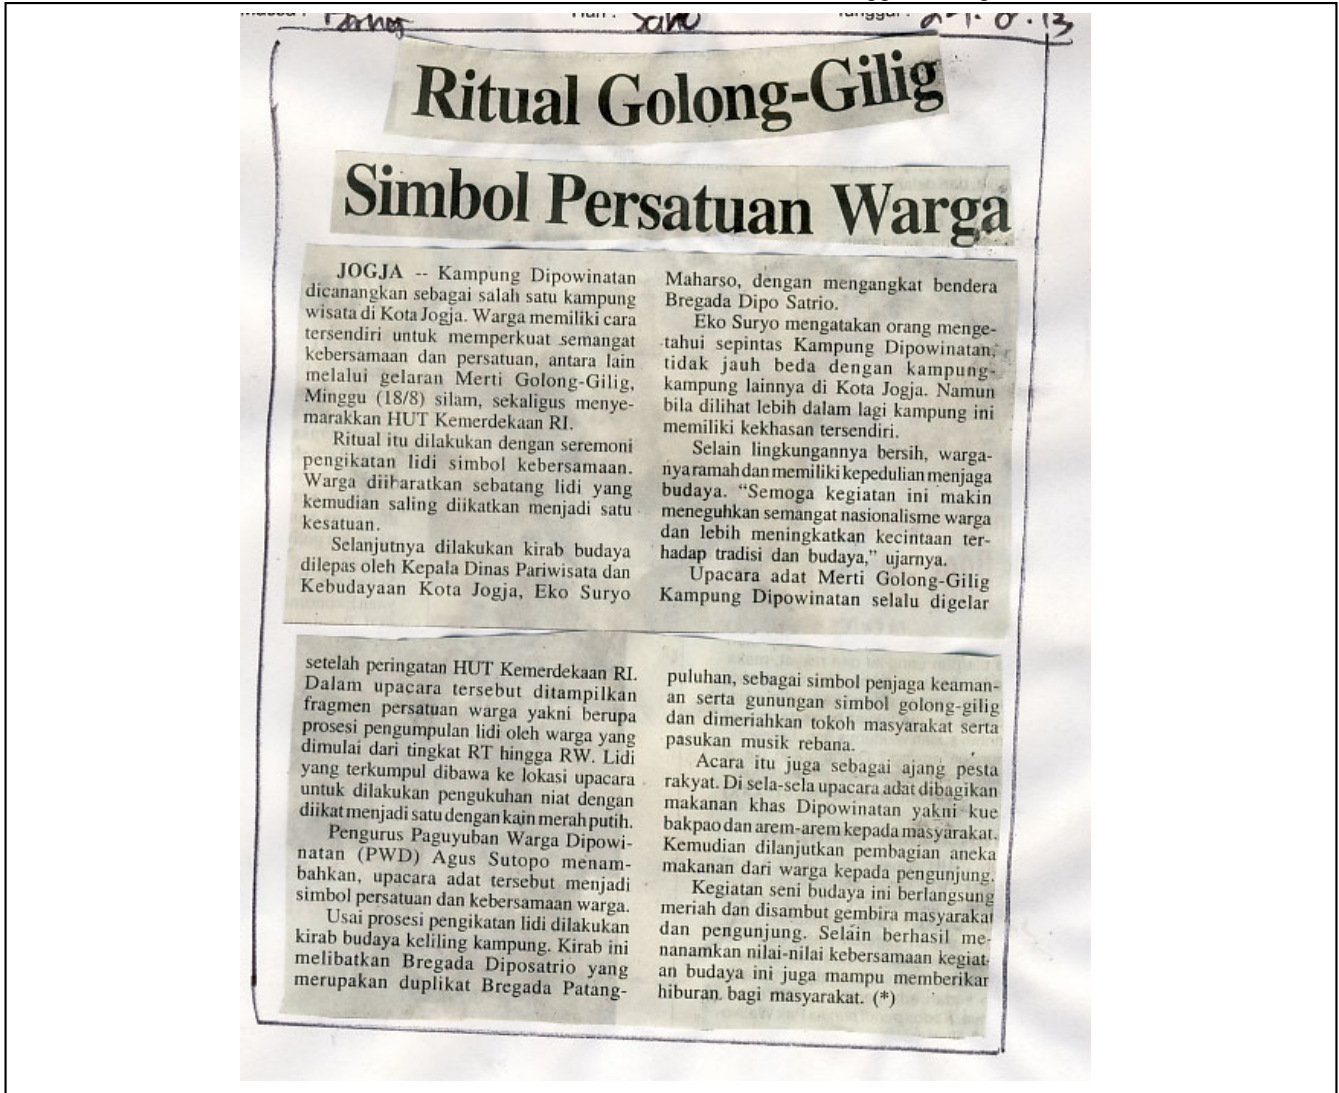 Hari :
Tanggal :
Ritual Golong-Gilig
Simbol Persatuan Warga
JOGJA -- Kampung Dipowinatan
dicanangkan sebagai salah satu kampung
wisata di Kota Jogja. Warga memiliki cara
tersendiri untuk memperkuat semangat
kebersamaan dan persatuan, antara lain
melalui gelaran Merti Golong-Gilig,
Minggu (18/8) silam, sekaligus menye-
marakkan HUT Kemerdekaan RI.
Ritual itu dilakukan dengan seremoni
pengikatan lidi simbol kebersamaan.
Warga diibaratkan sebatang lidi yang
kemudian saling diikatkan menjadi satu
kesatuan.
Selanjutnya dilakukan kirab budaya
dilepas oleh Kepala Dinas Pariwisata dan
Kebudayaan Kota Jogja, Eko Suryo
Maharso, dengan mengangkat bendera
Bregada Dipo Satrio.
Eko Suryo mengatakan orang menge-
tahui sepintas Kampung Dipowinatan,
tidak jauh beda dengan kampung-
kampung lainnya di Kota Jogja. Namun
bila dilihat lebih dalam lagi kampung ini
memiliki kekhasan tersendiri.
Selain lingkungannya bersih, warga-
nya ramah dan memiliki kepedulian menjaga
budaya. “Semoga kegiatan ini makin
meneguhkan semangat nasionalisme warga
dan lebih meningkatkan kecintaan ter-
hadap tradisi dan budaya,” ujarnya.
Upacara adat Merti Golong-Gilig
Kampung Dipowinatan selalu digelar
setelah peringatan HUT Kemerdekaan RI.
Dalam upacara tersebut ditampilkan
fragmen persatuan warga yakni berupa
prosesi pengumpulan lidi oleh warga yang
dimulai dari tingkat RT hingga RW. Lidi
yang terkumpul dibawa ke lokasi upacara
untuk dilakukan pengukuhan niat dengan
diikat menjadi satu dengan kain merah putih.
Pengurus Paguyuban Warga Dipowi-
natan (PWD) Agus Sutopo menam-
bahkan, upacara adat tersebut menjadi
simbol persatuan dan kebersamaan warga.
Usai prosesi pengikatan lidi dilakukan
kirab budaya keliling kampung. Kirab ini
melibatkan Bregada Diposatrio yang
merupakan duplikat Bregada Patang-
puluhan, sebagai simbol penjaga keaman-
an serta gunungan simbol golong-gilig
dan dimeriahkan tokoh masyarakat serta
pasukan musik rebana.
Acara itu juga sebagai ajang pesta
rakyat. Di sela-sela upacara adat dibagikan
makanan khas Dipowinatan yakni kue
bakpao dan arem-arem kepada masyarakat.
Kemudian dilanjutkan pembagian aneka
makanan dari warga kepada pengunjung.
Kegiatan seni budaya ini berlangsung
meriah dan disambut gembira masyarakat
dan pengunjung. Selain berhasil me-
nanamkan nilai-nilai kebersamaan kegiat-
an budaya ini juga mampu memberikan
hiburan bagi masyarakat. (*)